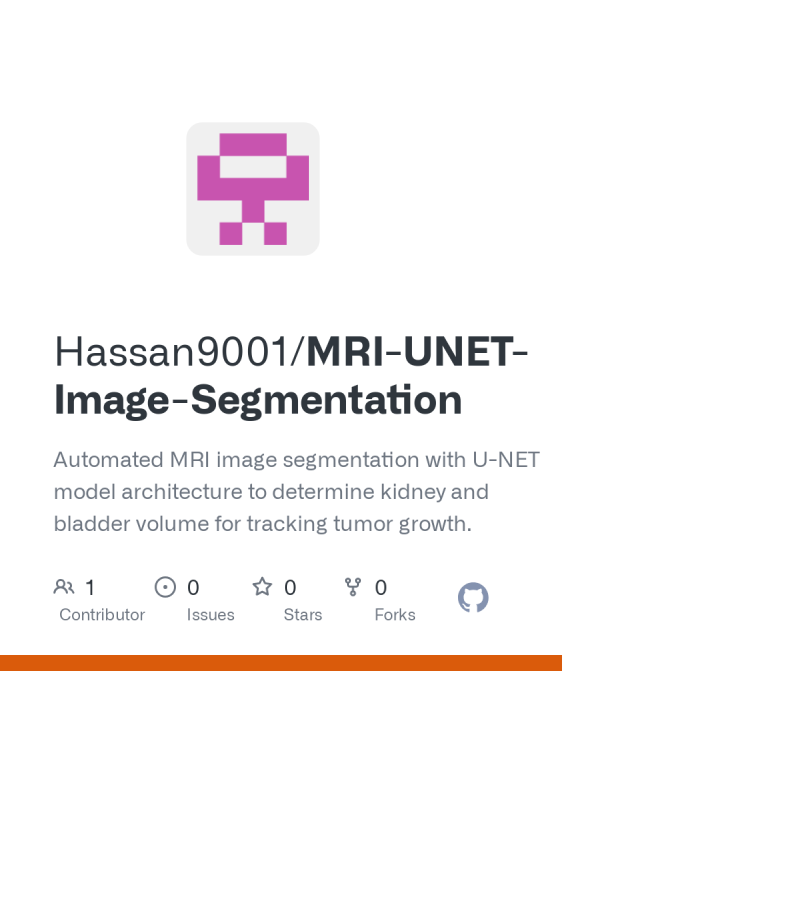 Hassan9001/MRI-UNET-
Image-Segmentation
Automated MRI image segmentation with U-NET
model architecture to determine kidney and
bladder volume for tracking tumor growth.
1 0 0 0
Contributor Issues Stars Forks